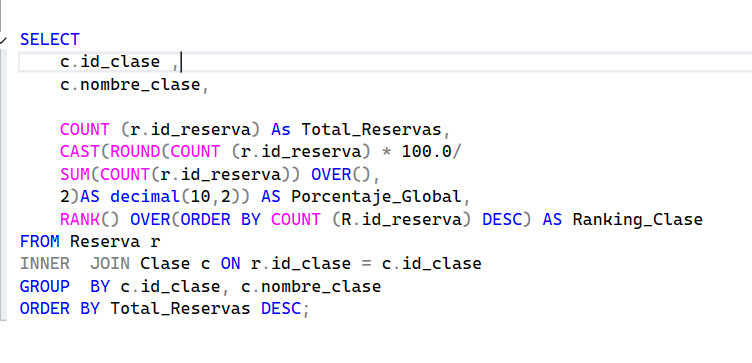 SELECT
c.id_clase ,
c.nombre_clase,
COUNT (r.id_reserva) As Total_Reservas,
CAST(ROUND(COUNT (r.id_reserva) * 100.0/
SUM(COUNT(r.id_reserva)) OVER(),
2)AS decimal(10,2)) AS Porcentaje_Global,
RANK() OVER(ORDER BY COUNT (R.id_reserva) DESC) AS Ranking_Clase
FROM Reserva r
INNER  JOIN Clase c ON r.id_clase = c.id_clase
GROUP  BY c.id_clase, c.nombre_clase
ORDER BY Total_Reservas DESC;